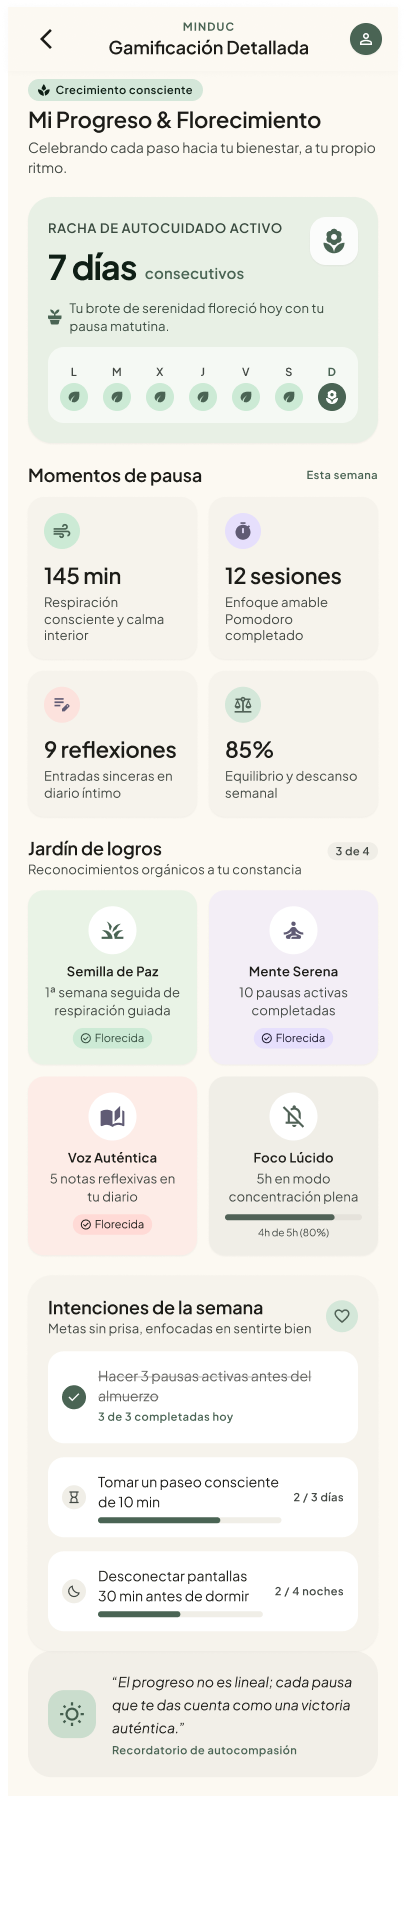 MINDUC
Gamificación Detallada
Crecimiento consciente
Mi Progreso & Florecimiento
Celebrando cada paso hacia tu bienestar, a tu propio
ritmo.
RACHA DE AUTOCUIDADO ACTIVO
7 días consecutivos
Tu brote de serenidad floreció hoy con tu
pausa matutina.
L M X J V S D
Momentos de pausa
Esta semana
145 min
Respiración
consciente y calma
interior
12 sesiones
Enfoque amable
Pomodoro
completado
9 reflexiones
Entradas sinceras en
diario íntimo
85%
Equilibrio y descanso
semanal
Jardín de logros
3 de 4
Reconocimientos orgánicos a tu constancia
Semilla de Paz
1ª semana seguida de
respiración guiada
Florecida
Mente Serena
10 pausas activas
completadas
Florecida
Voz Auténtica
5 notas reflexivas en
tu diario
Florecida
Foco Lúcido
5h en modo
concentración plena
4h de 5h (80%)
Intenciones de la semana
Metas sin prisa, enfocadas en sentirte bien
Hacer 3 pausas activas antes del
almuerzo
3 de 3 completadas hoy
Tomar un paseo consciente
de 10 min
2 / 3 días
Desconectar pantallas
30 min antes de dormir
2 / 4 noches
“El progreso no es lineal; cada pausa
que te das cuenta como una victoria
auténtica.”
Recordatorio de autocompasión